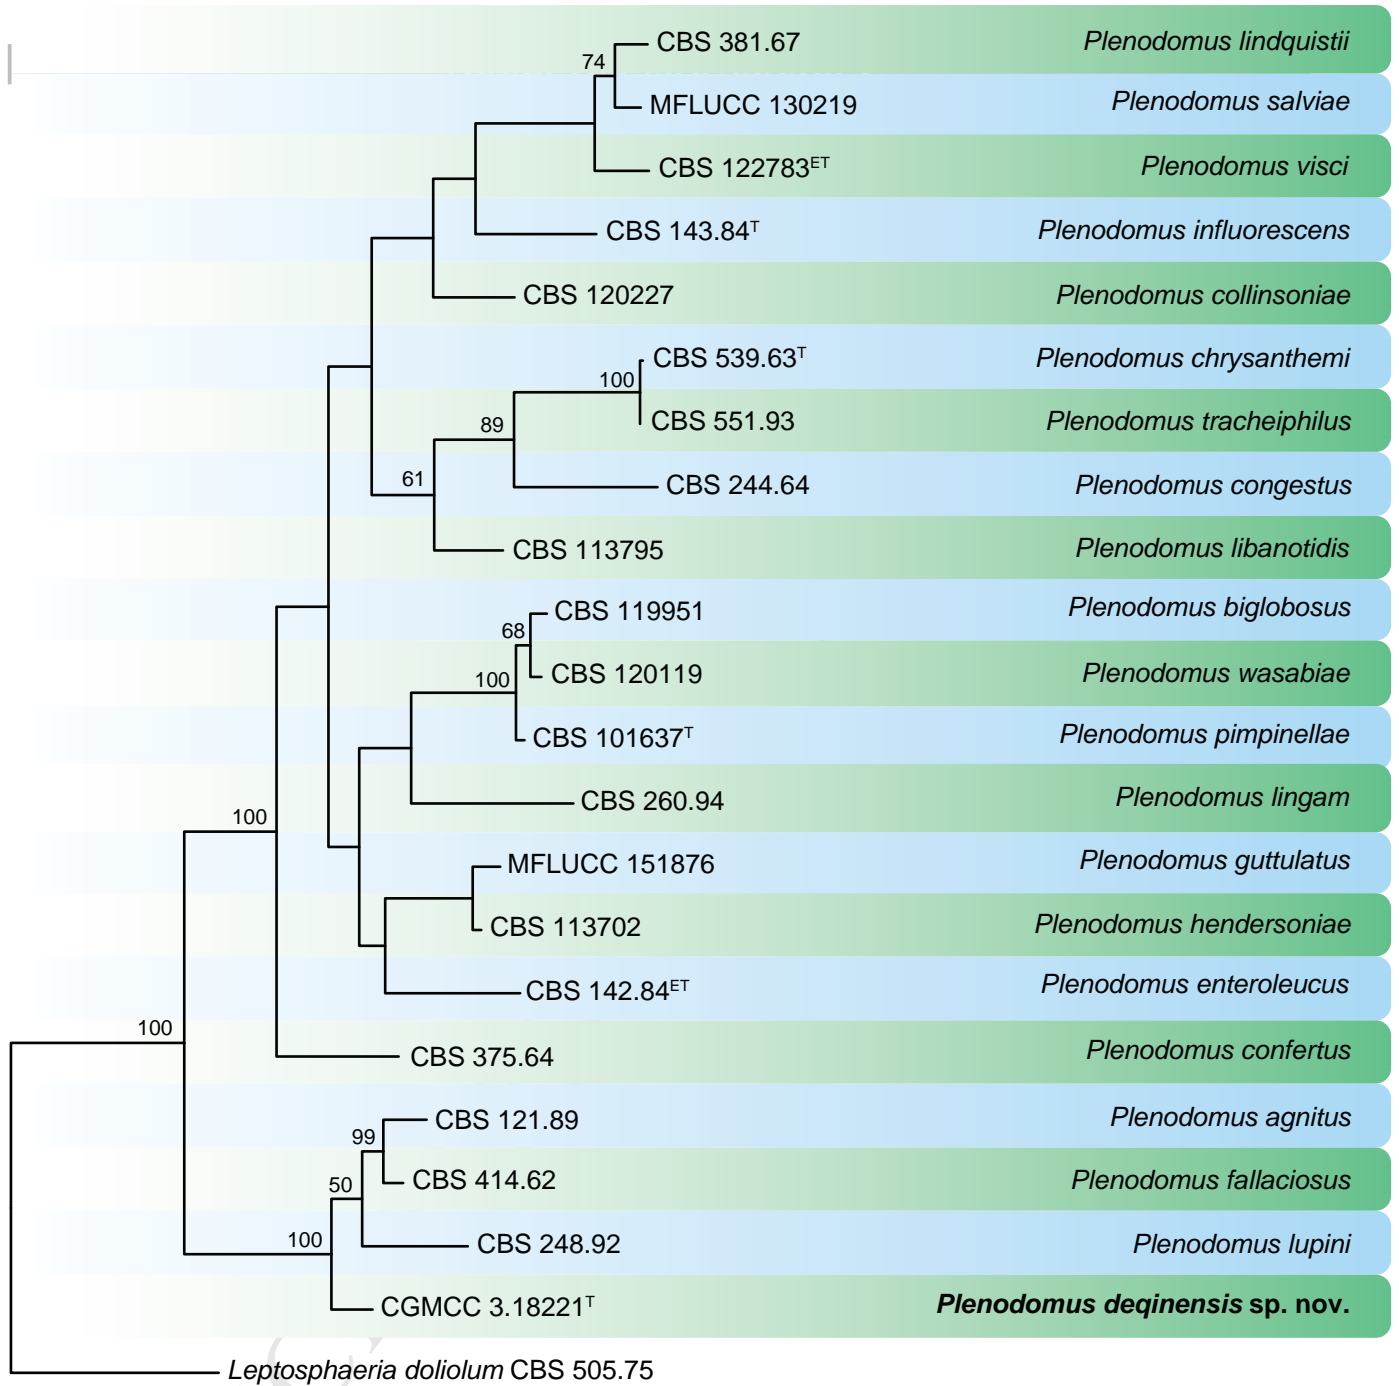 CBS 381.67 Plenodomus lindquistii
74
MFLUCC 130219 Plenodomus salviae
CBS 122783ET Plenodomus visci
CBS 143.84T Plenodomus influorescens
CBS 120227 Plenodomus collinsoniae
CBS 539.63T Plenodomus chrysanthemi
100
CBS 551.93 Plenodomus tracheiphilus
89
61
CBS 244.64 Plenodomus congestus
CBS 113795 Plenodomus libanotidis
CBS 119951 Plenodomus biglobosus
68
CBS 120119 Plenodomus wasabiae
100
CBS 101637T Plenodomus pimpinellae
CBS 260.94 Plenodomus lingam
100
MFLUCC 151876 Plenodomus guttulatus
CBS 113702 Plenodomus hendersoniae
CBS 142.84ET Plenodomus enteroleucus
100
CBS 375.64 Plenodomus confertus
CBS 121.89 Plenodomus agnitus
99
CBS 414.62 Plenodomus fallaciosus
50
100
CBS 248.92 Plenodomus lupini
CGMCC 3.18221T Plenodomus deqinensis sp. nov.
Leptosphaeria doliolum CBS 505.75